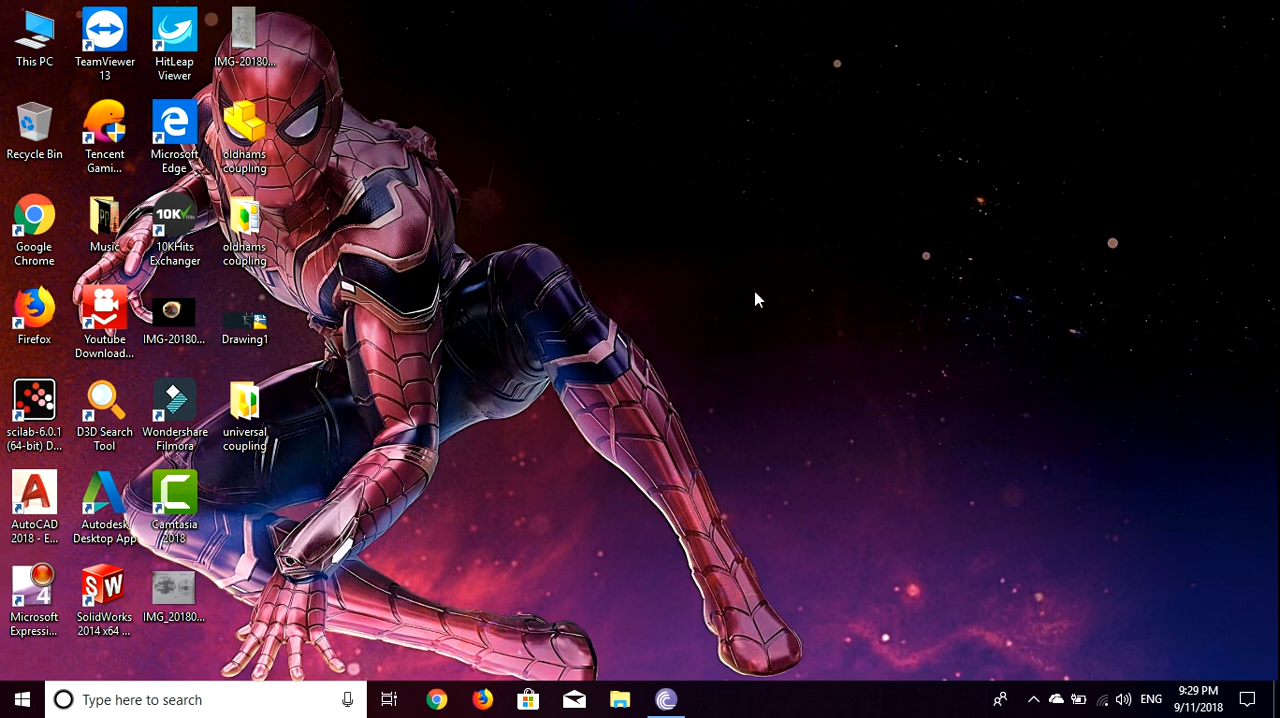 This PC
TeamViewer
13
HitLeap
Viewer
IMG-20180...
Recycle Bin
Tencent
Gami...
Microsoft
Edge
oldhams
coupling
Google
Chrome
Music
10K Hits
10KHits
Exchanger
oldhams
coupling
Firefox
Youtube
Download...
IMG-20180...
Drawing1
scilab-6.0.1
(64-bit) D...
D3D Search
Tool
Wondershare
Filmora
universal
coupling
AutoCAD
2018 - E...
Autodesk
Desktop App
Camtasia
2018
4
Microsoft
Expressi...
SW
SolidWorks
2014 x64 ...
IMG_20180...
Type here to search
ENG
9:29 PM
9/11/2018